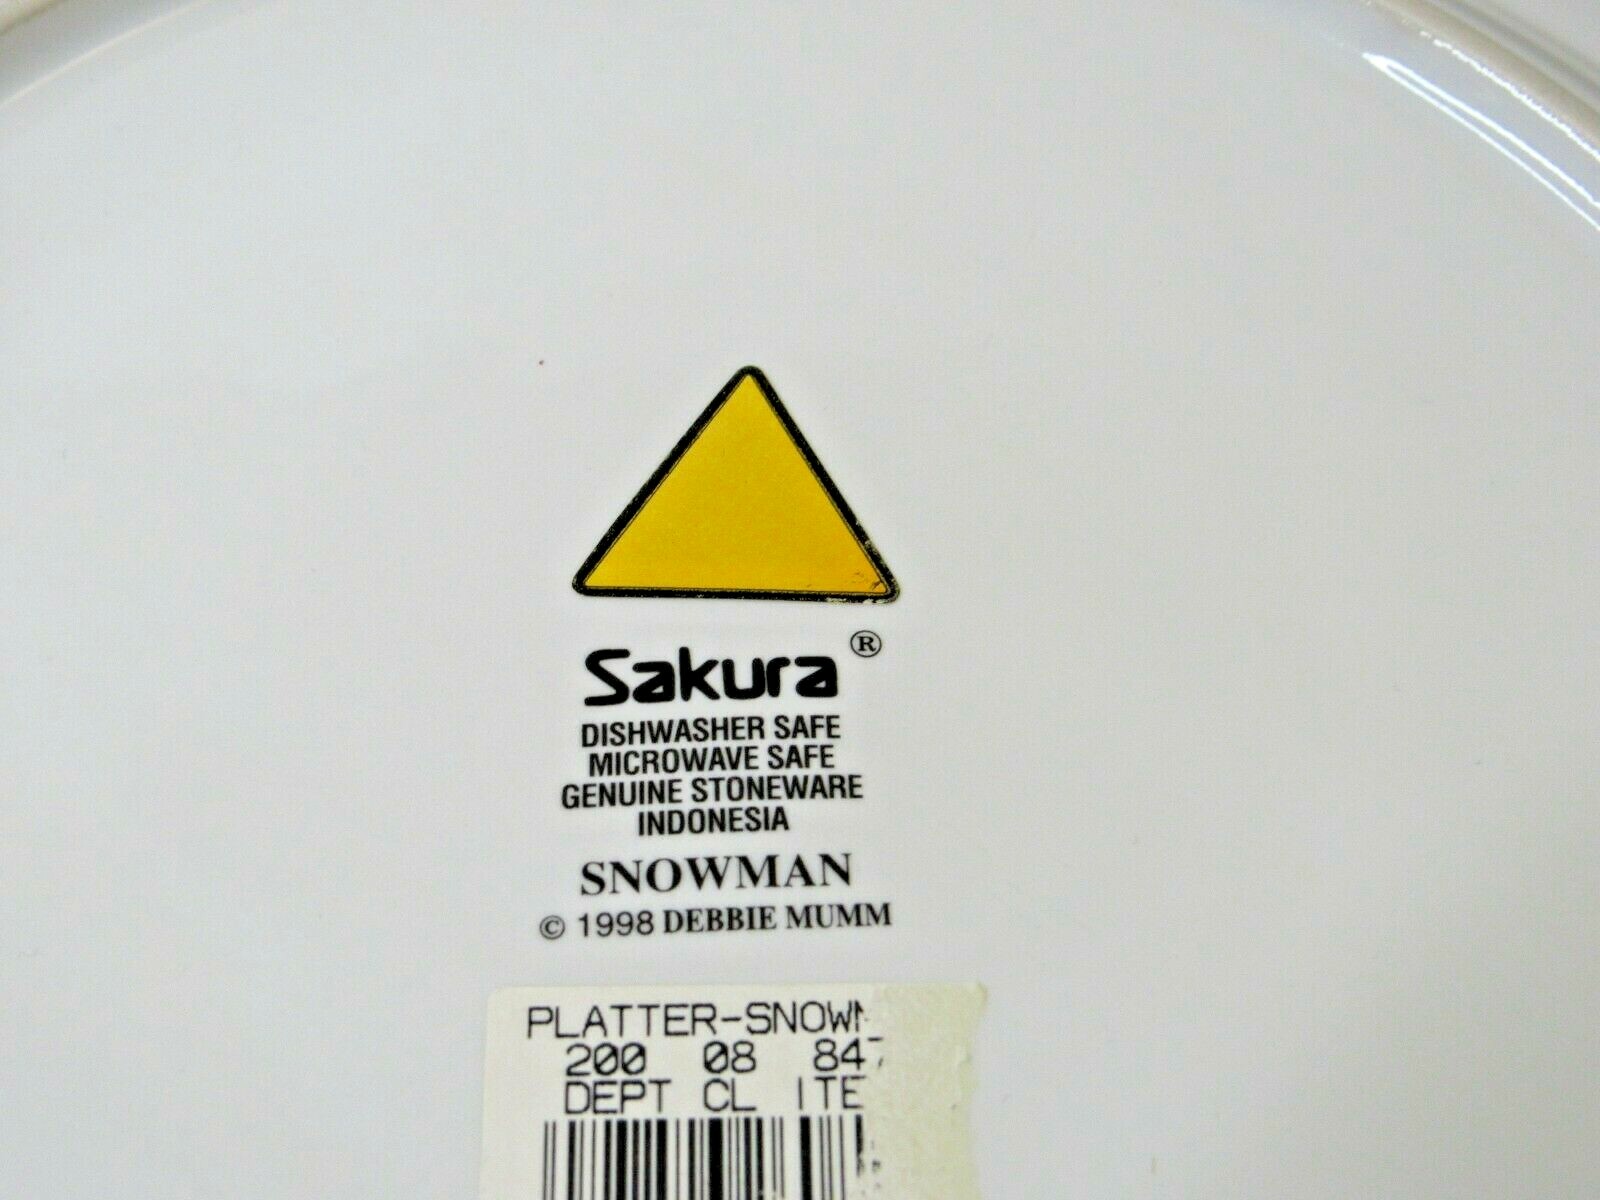 Sakura ®
DISHWASHER SAFE
MICROWAVE SAFE
GENUINE STONEWARE
INDONESIA
SNOWMAN
© 1998 DEBBIE MUMM
PLATTER-SNOWM
200 08 847
DEPT CL ITE